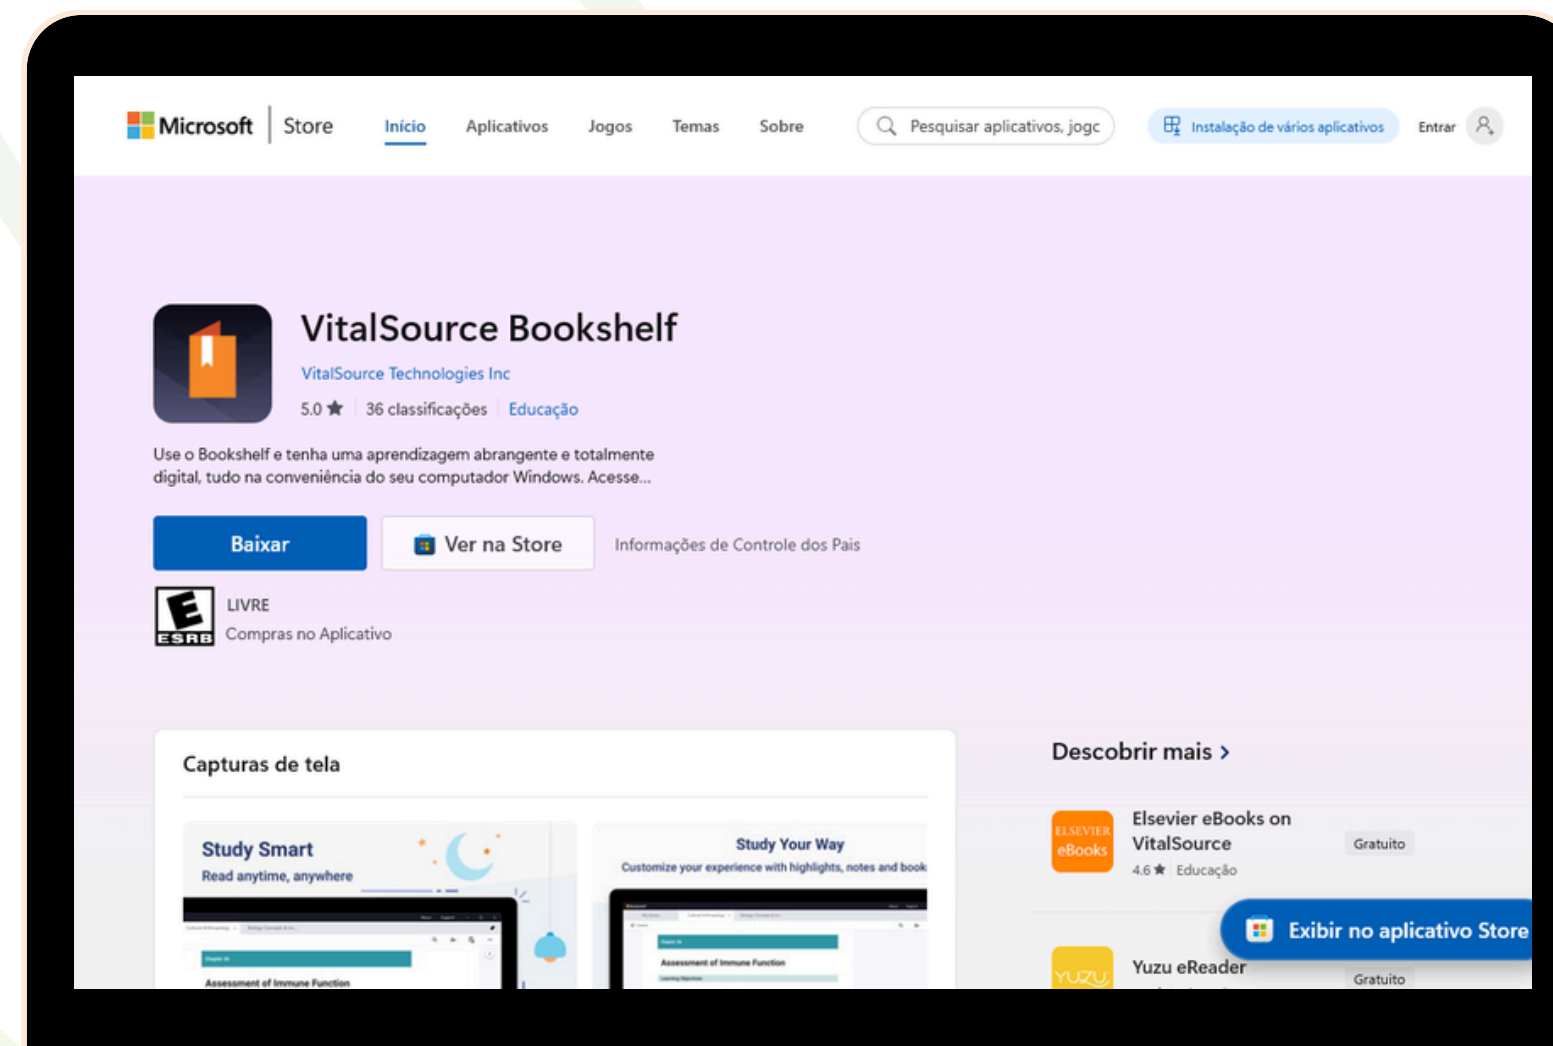 Microsoft | Store
Início
Aplicativos
Jogos
Temas
Sobre
Pesquisar aplicativos, jogc
Instalação de vários aplicativos
Entrar
VitalSource Bookshelf
VitalSource Technologies Inc
5.0 ★ 36 classificações Educação
Use o Bookshelf e tenha uma aprendizagem abrangente e totalmente
digital, tudo na conveniência do seu computador Windows. Acesse...
Baixar
Ver na Store
Informações de Controle dos Pais
E
ESRB
LIVRE
Compras no Aplicativo
Capturas de tela
Study Smart
Read anytime, anywhere
Assessment of Immune Function
Study Your Way
Customize your experience with highlights, notes and book
Assessment of Immune Function
Learning Objectives
Descobrir mais >
ELSEVIER
eBooks
Elsevier eBooks on
VitalSource
4.6 ★ Educação
Gratuito
Exibir no aplicativo Store
YUZU
Yuzu eReader
Gratuito